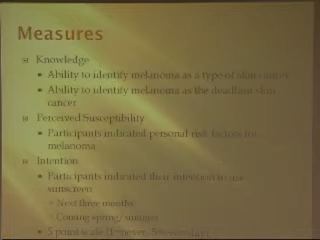 Measures
Knowledge
Ability to identify melanoma as a type of skin cancer
Ability to identify melanoma as the deadliest skin
cancer
Perceived Susceptibility
Participants indicated personal risk factors for
melanoma
Intention
Participants indicated their intention to use
sunscreen
Next three months
Coming spring/ summer
5 point scale